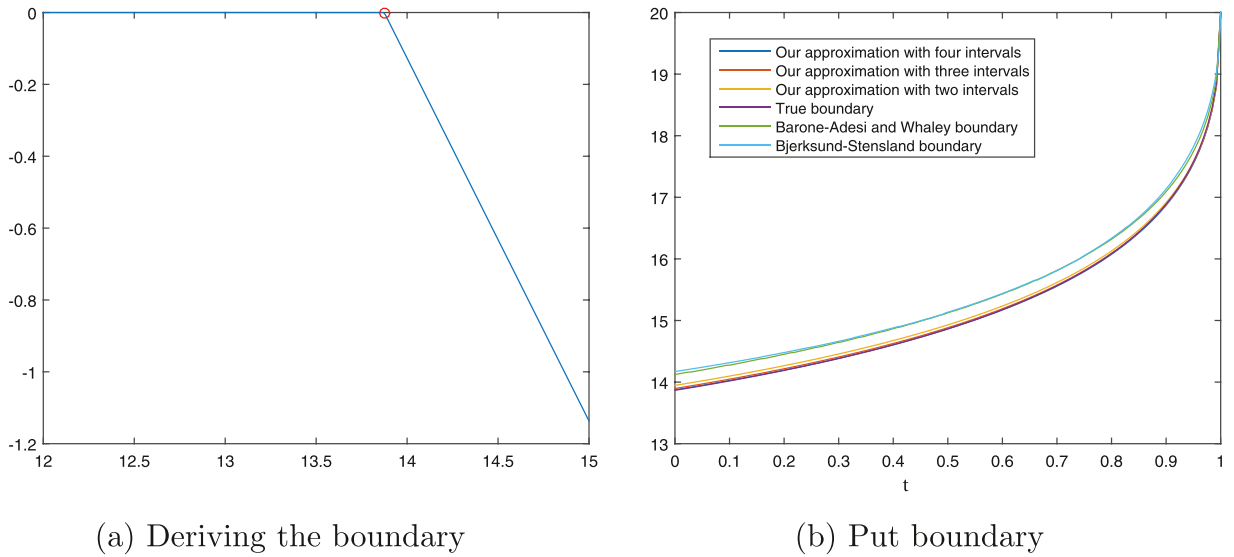 0
-0.2
-0.4
-0.6
-0.8
-1
-1.2
12 12.5 13 13.5 14 14.5 15
(a) Deriving the boundary
20
19
18
17
16
15
14
13
Our approximation with four intervals
Our approximation with three intervals
Our approximation with two intervals
True boundary
Barone-Adesi and Whaley boundary
Bjerksund-Stensland boundary
0 0.1 0.2 0.3 0.4 0.5 0.6 0.7 0.8 0.9 1
t
(b) Put boundary